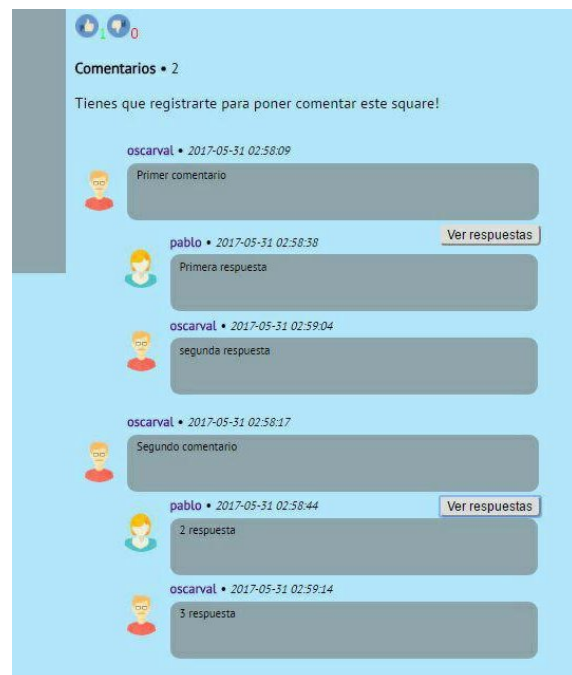 1 0
Comentarios • 2
Tienes que registrarte para poner comentar este square!
oscarval • 2017-05-31 02:58:09
Primer comentario
Ver respuestas
pablo • 2017-05-31 02:58:38
Primera respuesta
oscarval • 2017-05-31 02:59:04
segunda respuesta
oscarval • 2017-05-31 02:58:17
Segundo comentario
pablo • 2017-05-31 02:58:44
Ver respuestas
2 respuesta
oscarval • 2017-05-31 02:59:14
3 respuesta